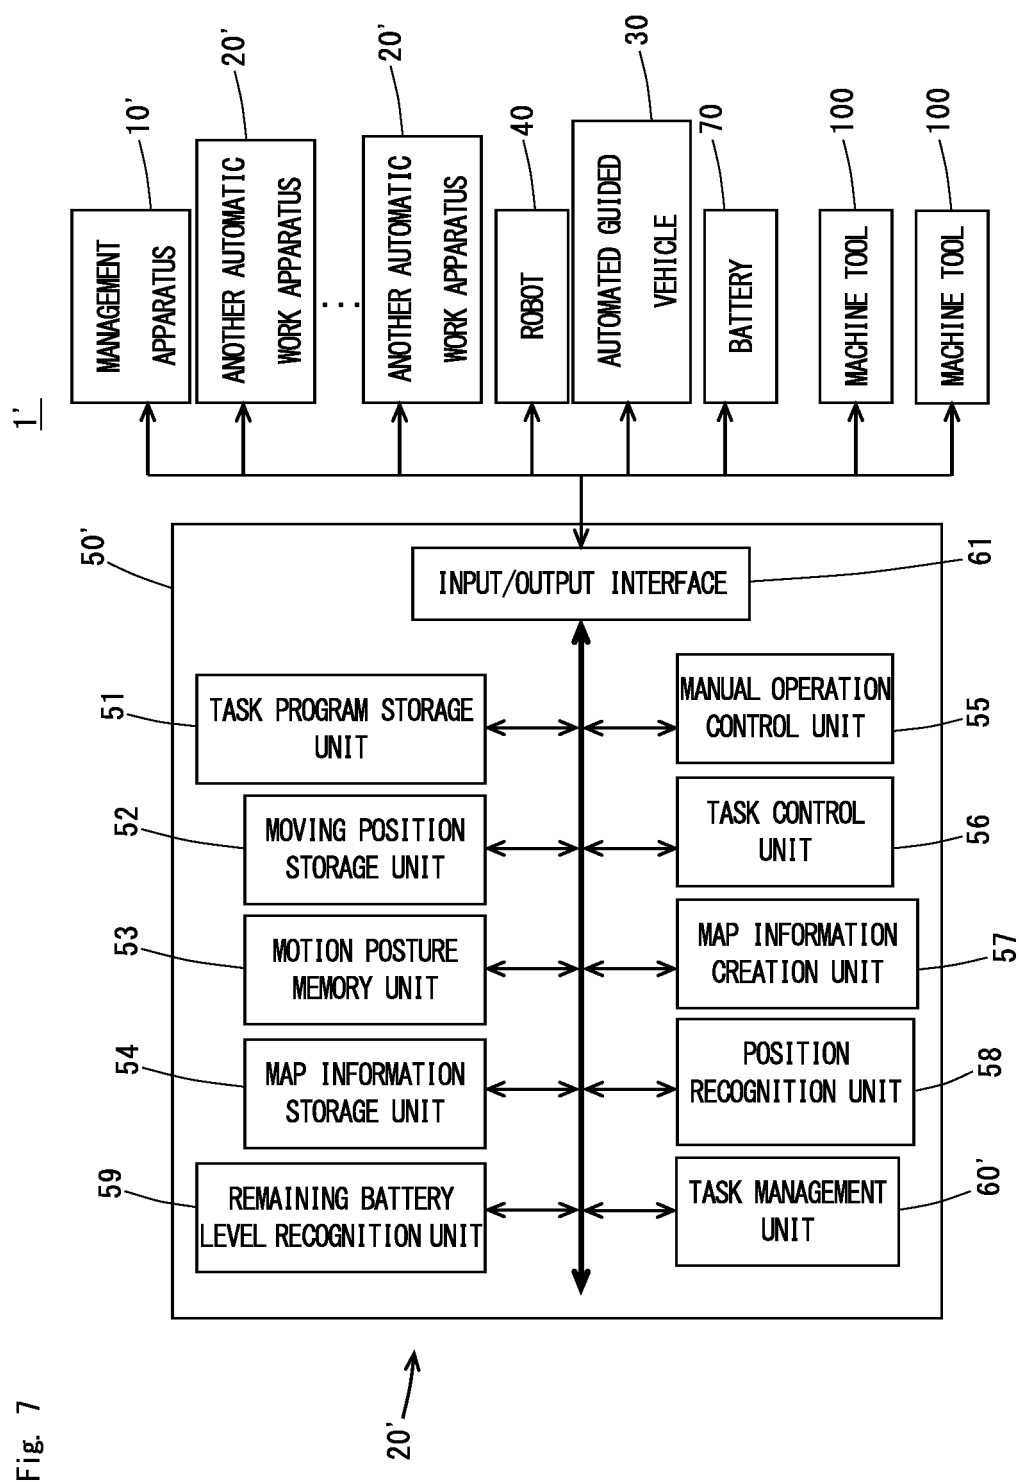 Fig. 7
1'
20'
50'
59
REMAINING BATTERY
LEVEL RECOGNITION UNIT
54
MAP INFORMATION
STORAGE UNIT
53
MOTION POSTURE
MEMORY UNIT
52
MOVING POSITION
STORAGE UNIT
51
TASK PROGRAM STORAGE
UNIT
TASK MANAGEMENT
UNIT
60'
POSITION
RECOGNITION UNIT
58
MAP INFORMATION
CREATION UNIT
57
TASK CONTROL
UNIT
56
MANUAL OPERATION
CONTROL UNIT
55
INPUT/OUTPUT INTERFACE
61
MANAGEMENT
APPARATUS
10'
ANOTHER AUTOMATIC
WORK APPARATUS
20'
...
ANOTHER AUTOMATIC
WORK APPARATUS
20'
ROBOT
40
AUTOMATED GUIDED
VEHICLE
30
BATTERY
70
MACHINE TOOL
100
MACHINE TOOL
100